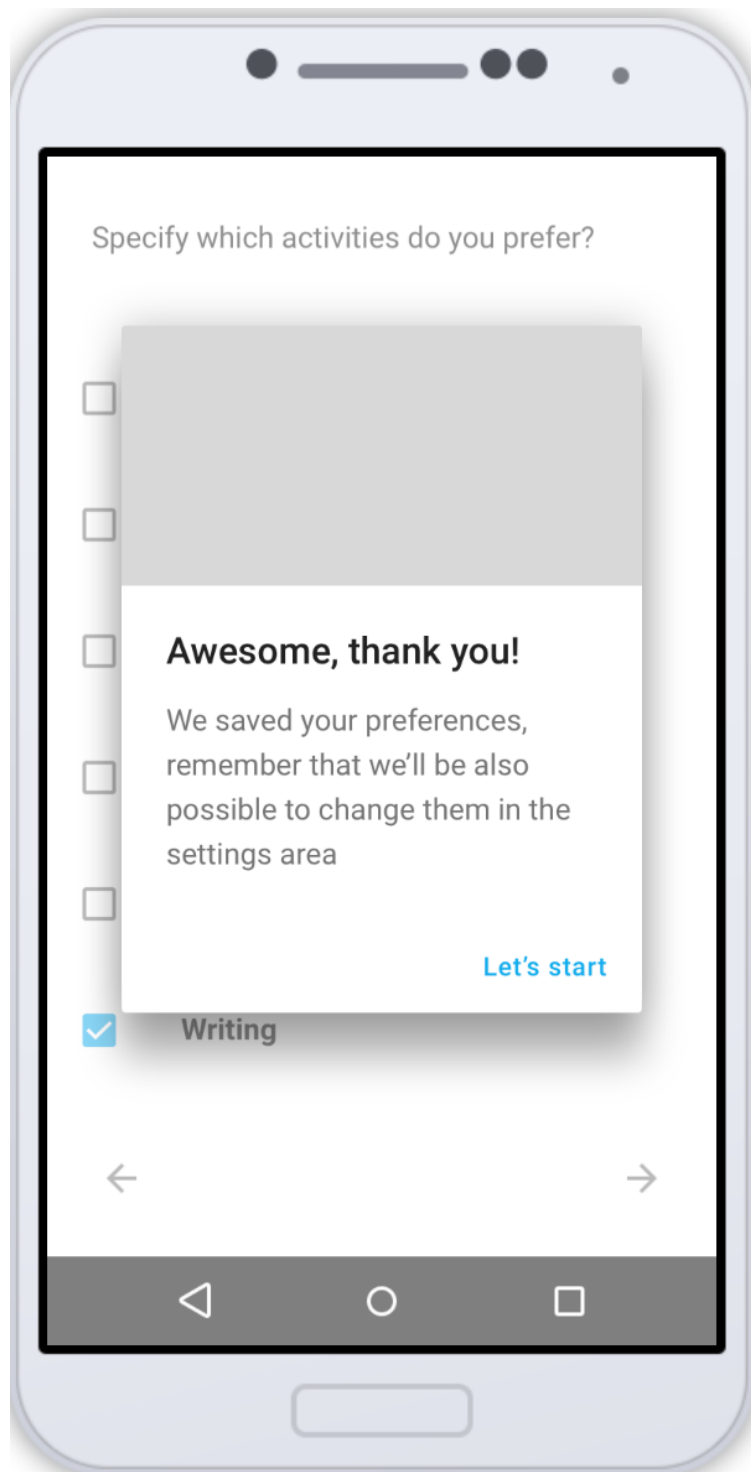 Specify which activities do you prefer?
Awesome, thank you!
We saved your preferences,
remember that we’ll be also
possible to change them in the
settings area
Let’s start
Writing